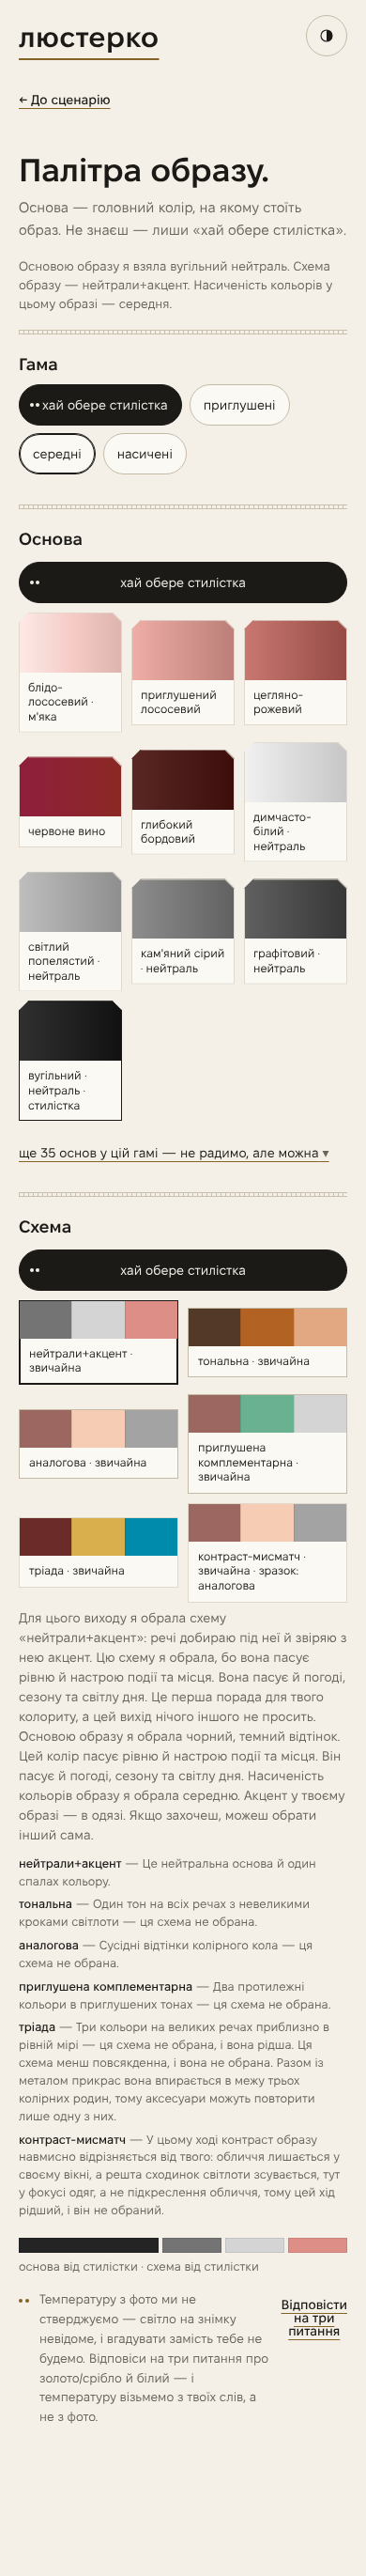 люстерко
← До сценарію
Палітра образу.
Основа — головний колір, на якому стоїть
образ. Не знаєш — лиши «хай обере стилістка».
Основою образу я взяла вугільний нейтраль. Схема
образу — нейтрали+акцент. Насиченість кольорів у
цьому образі — середня.
Гама
хай обере стилістка
приглушені
середні
насичені
Основа
хай обере стилістка
блідо-
лососевий ·
м'яка
приглушений
лососевий
цегляно-
рожевий
червоне вино
глибокий
бордовий
димчасто-
білий ·
нейтраль
світлий
попелястий ·
нейтраль
кам'яний сірий
· нейтраль
графітовий ·
нейтраль
вугільний ·
нейтраль ·
стилістка
ще 35 основ у цій гамі — не радимо, але можна ▾
Схема
хай обере стилістка
нейтрали+акцент ·
звичайна
тональна · звичайна
аналогова · звичайна
приглушена
комплементарна ·
звичайна
тріада · звичайна
контраст-мисматч ·
звичайна · зразок:
аналогова
Для цього виходу я обрала схему
«нейтрали+акцент»: речі добираю під неї й звіряю з
нею акцент. Цю схему я обрала, бо вона пасує
рівню й настрою події та місця. Вона пасує й погоді,
сезону та світлу дня. Це перша порада для твого
колориту, а цей вихід нічого іншого не просить.
Основою образу я обрала чорний, темний відтінок.
Цей колір пасує рівню й настрою події та місця. Він
пасує й погоді, сезону та світлу дня. Насиченість
кольорів образу я обрала середню. Акцент у твоєму
образі — в одязі. Якщо захочеш, можеш обрати
інший сама.
нейтрали+акцент — Це нейтральна основа й один
спалах кольору.
тональна — Один тон на всіх речах з невеликими
кроками світлоти — ця схема не обрана.
аналогова — Сусідні відтінки колірного кола — ця
схема не обрана.
приглушена комплементарна — Два протилежні
кольори в приглушених тонах — ця схема не обрана.
тріада — Три кольори на великих речах приблизно в
рівній мірі — ця схема не обрана, і вона рідша. Ця
схема менш повсякденна, і вона не обрана. Разом із
металом прикрас вона впирається в межу трьох
колірних родин, тому аксесуари можуть повторити
лише одну з них.
контраст-мисматч — У цьому ході контраст образу
навмисно відрізняється від твого: обличчя лишається у
своєму вікні, а решта сходинок світлоти зсувається, тут
у фокусі одяг, а не підкреслення обличчя, тому цей хід
рідший, і він не обраний.
основа від стилістки · схема від стилістки
Температуру з фото ми не
стверджуємо — світло на знімку
невідоме, і вгадувати замість тебе не
будемо. Відповіси на три питання про
золото/срібло й білий — і
температуру візьмемо з твоїх слів, а
не з фото.
Відповісти
на три
питання